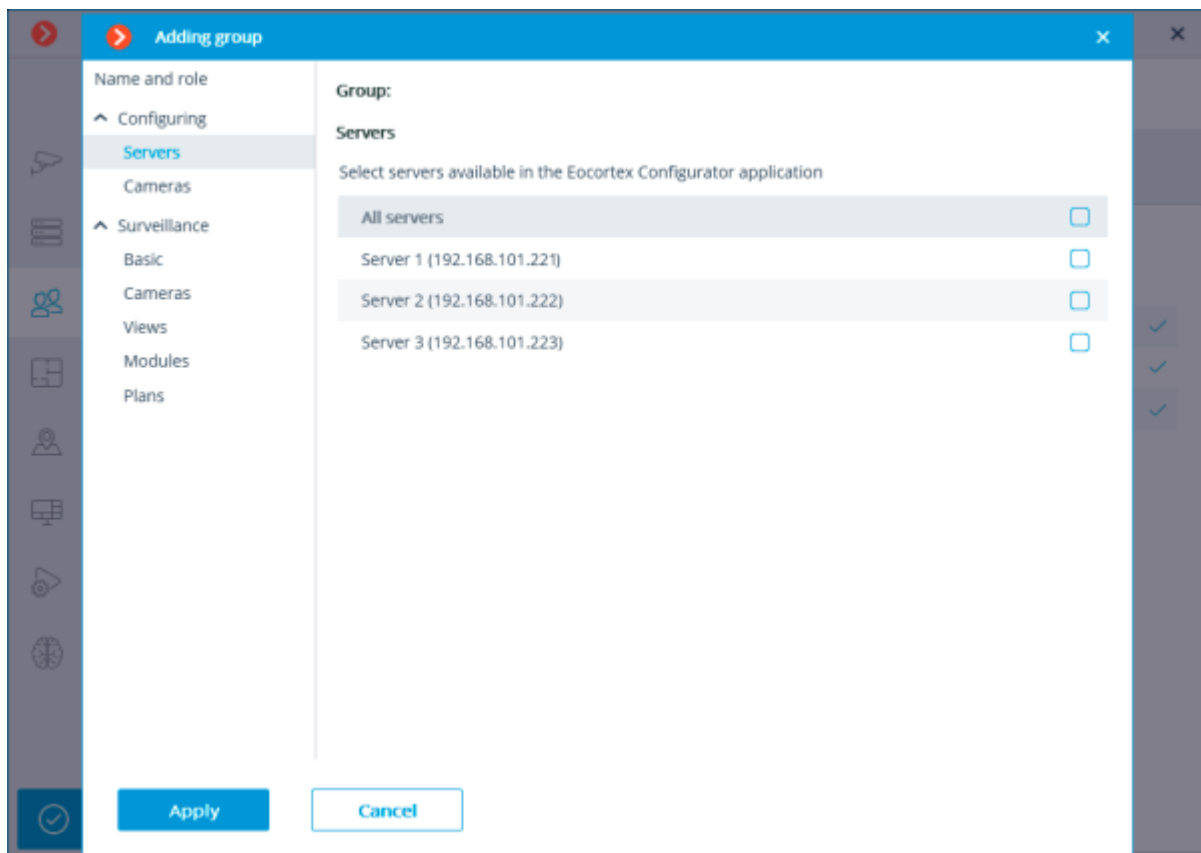 Adding group
Name and role
Configuring
Servers
Cameras
Surveillance
Basic
Cameras
Views
Modules
Plans
Group:
Servers
Select servers available in the Eocortex Configurator application
All servers
Server 1 (192.168.101.221)
Server 2 (192.168.101.222)
Server 3 (192.168.101.223)
Apply
Cancel